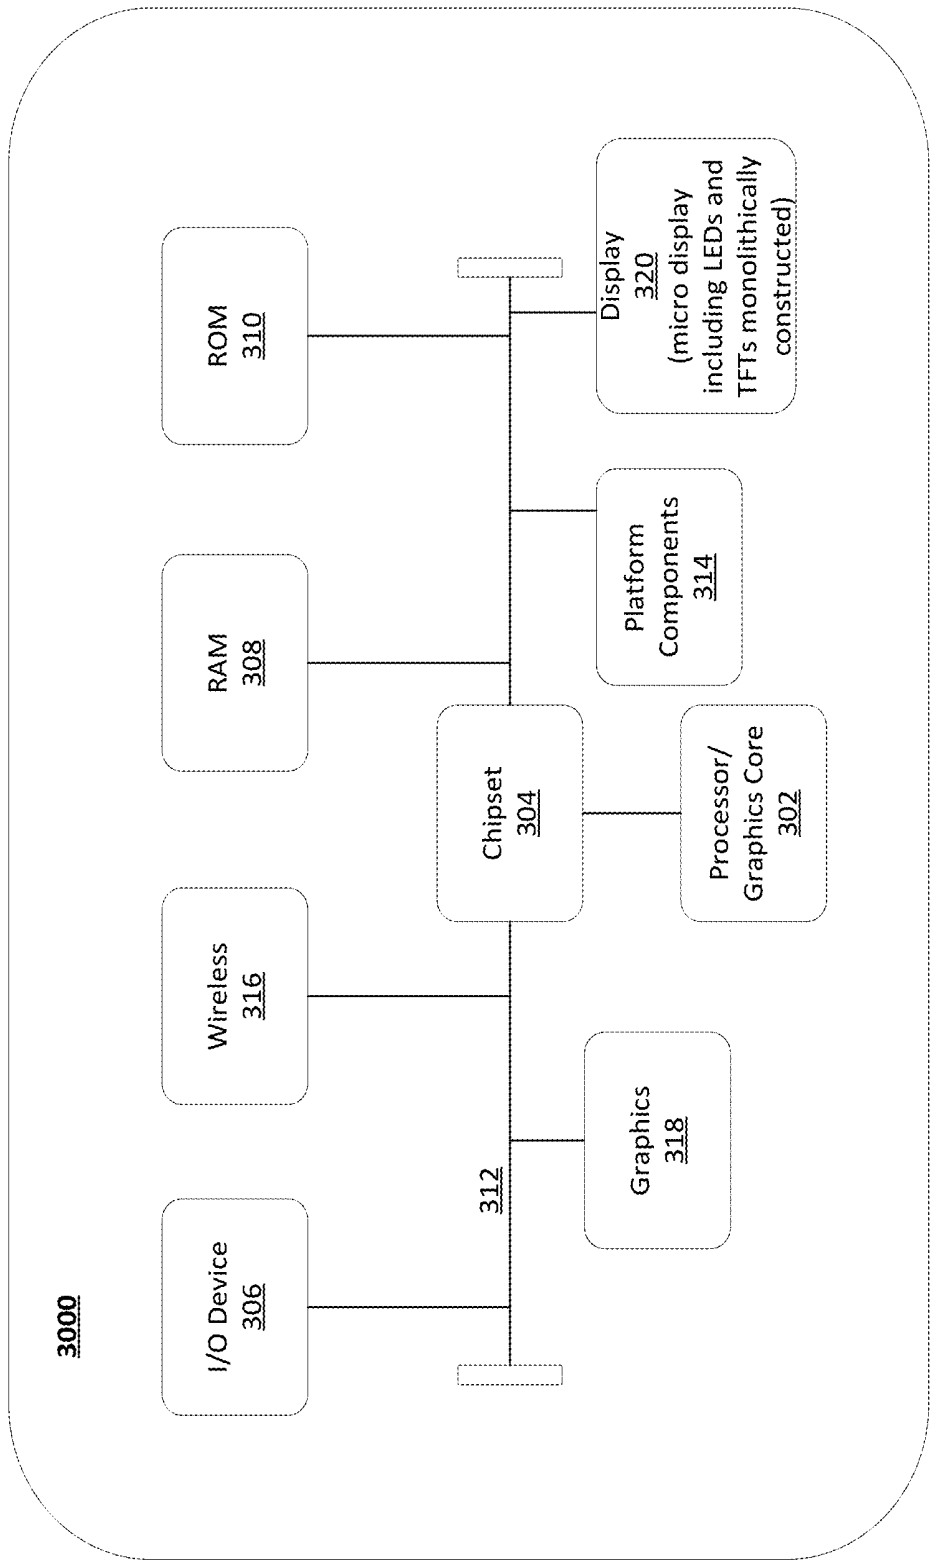 3000
I/O Device
306
Wireless
316
RAM
308
ROM
310
312
Chipset
304
Graphics
318
Processor/
Graphics Core
302
Platform
Components
314
Display
320
(micro display
including LEDs and
TFTs monolithically
constructed)